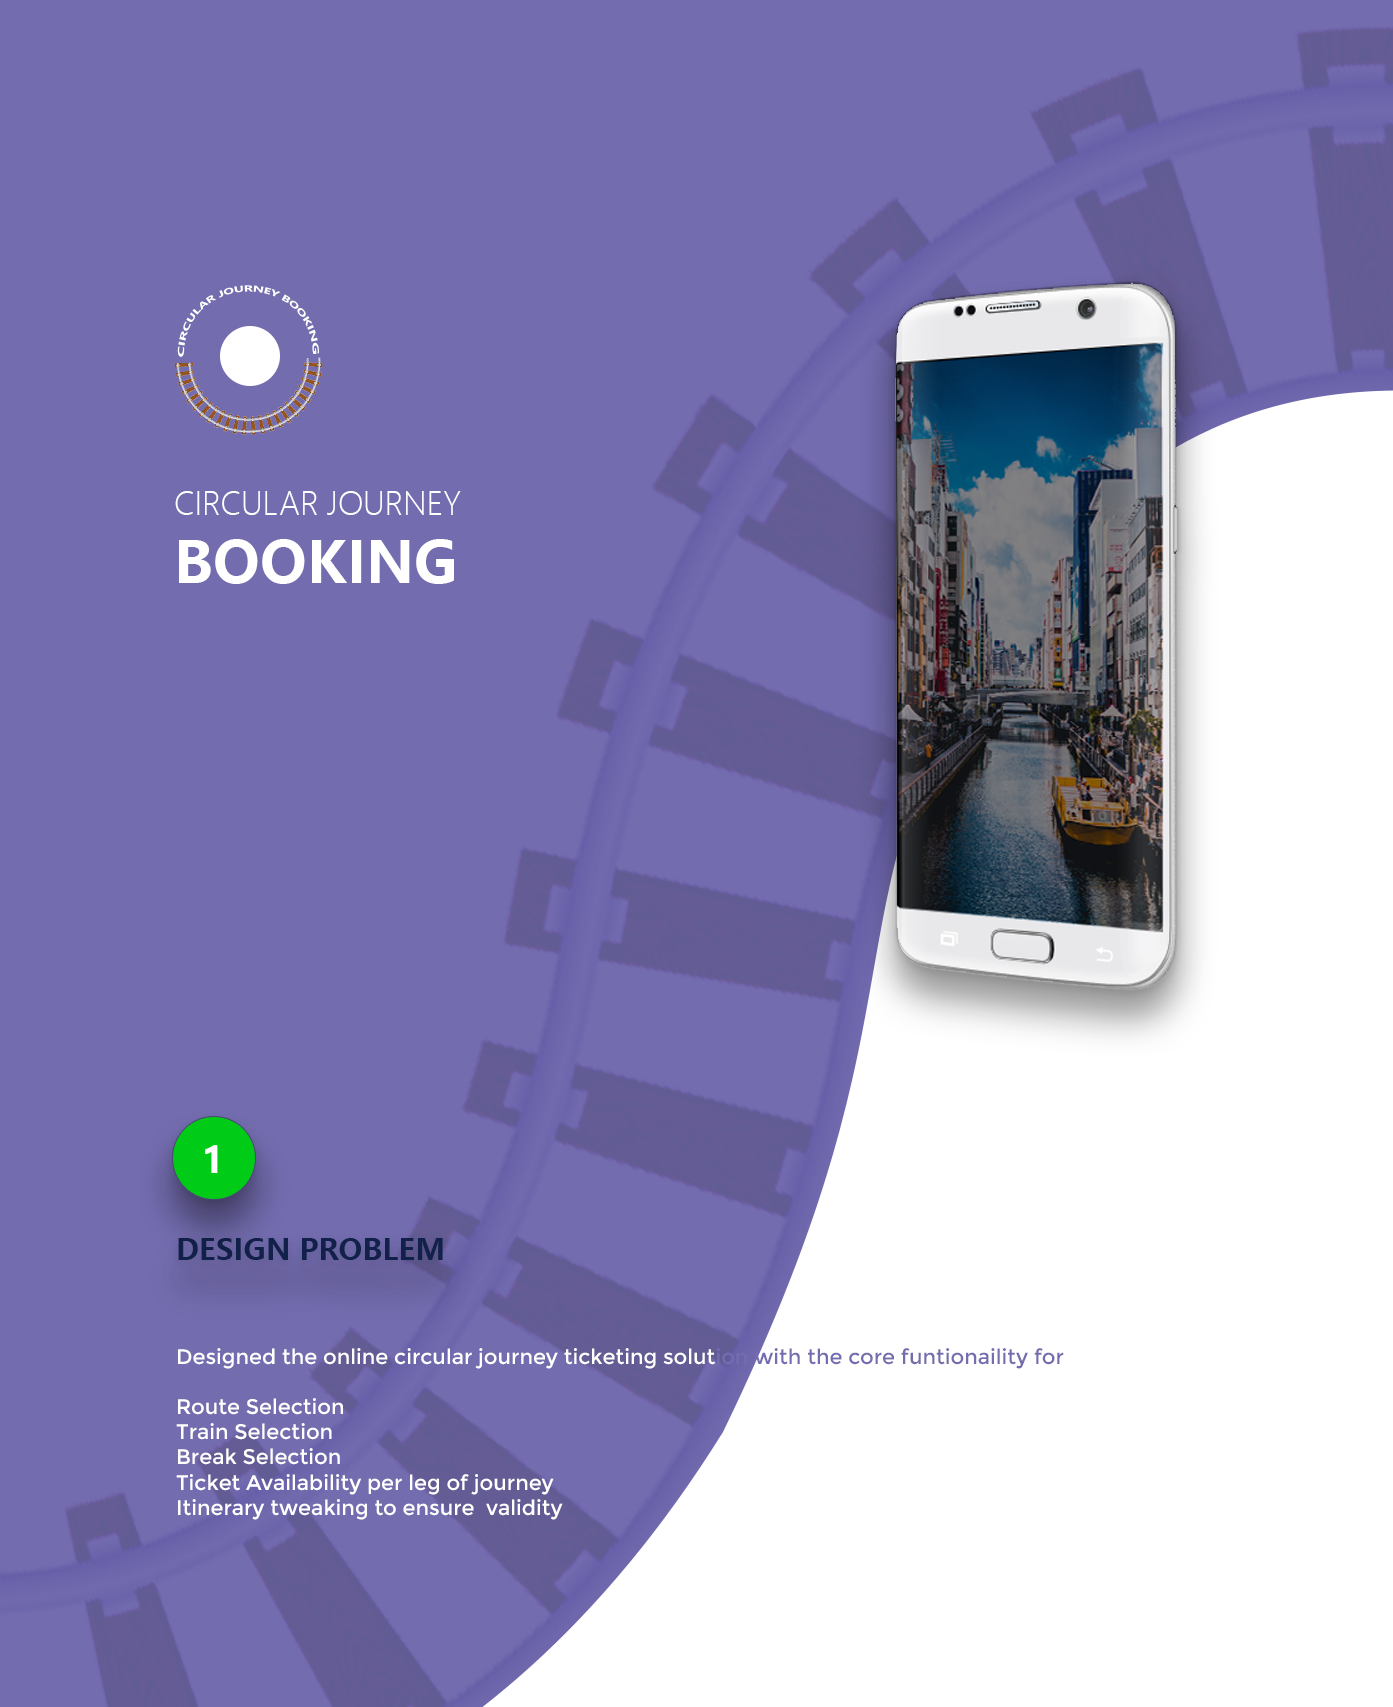 CIRCULAR JOURNEY BOOKING
CIRCULAR JOURNEY
BOOKING
1
DESIGN PROBLEM
Designed the online circular journey ticketing solution with the core funtionaility for
Route Selection
Train Selection
Break Selection
Ticket Availability per leg of journey
Itinerary tweaking to ensure  validity